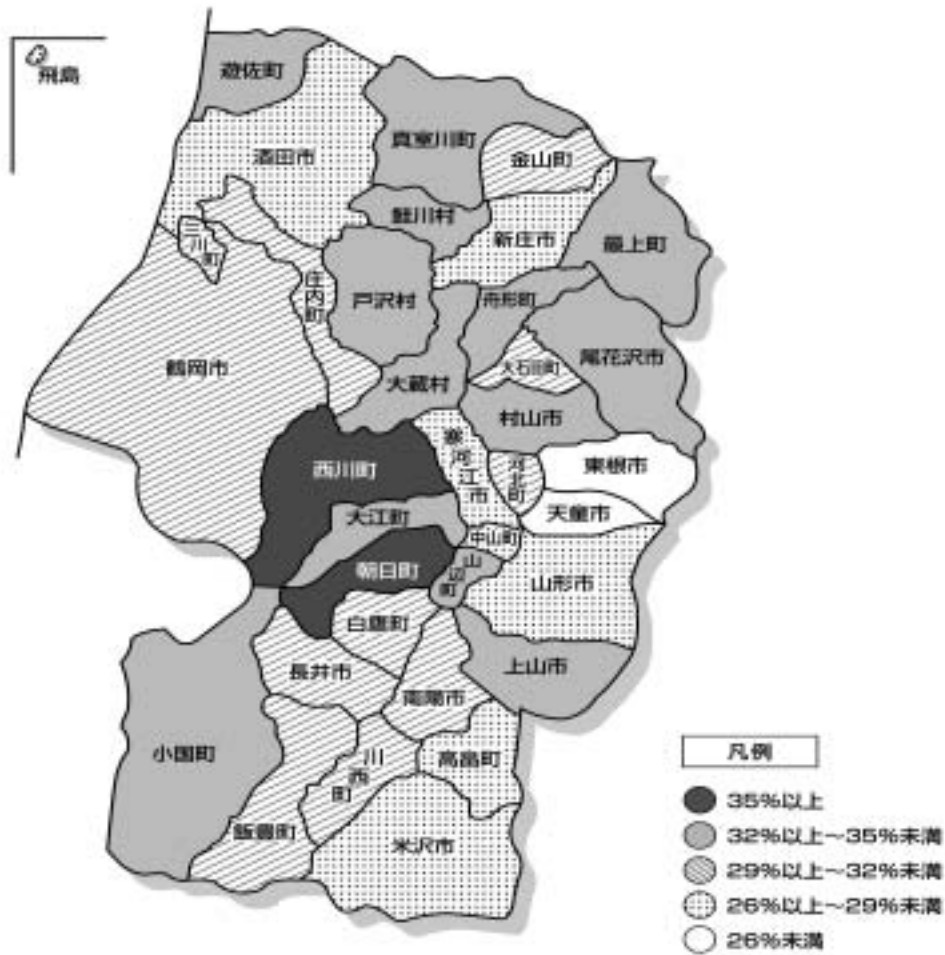 飛島
遊佐町
酒田市
真室川町
金山町
鮭川村
新庄市
最上町
三川町
庄内町
戸沢村
舟形町
鶴岡市
大蔵村
大石田町
尾花沢市
村山市
西川町
寒河江市
河北町
東根市
大江町
天童市
中山町
朝日町
山辺町
山形市
白鷹町
長井市
上山市
南陽市
小国町
川西町
高畠町
飯豊町
米沢市
凡例
35%以上
32%以上~35%未満
29%以上~32%未満
26%以上~29%未満
26%未満